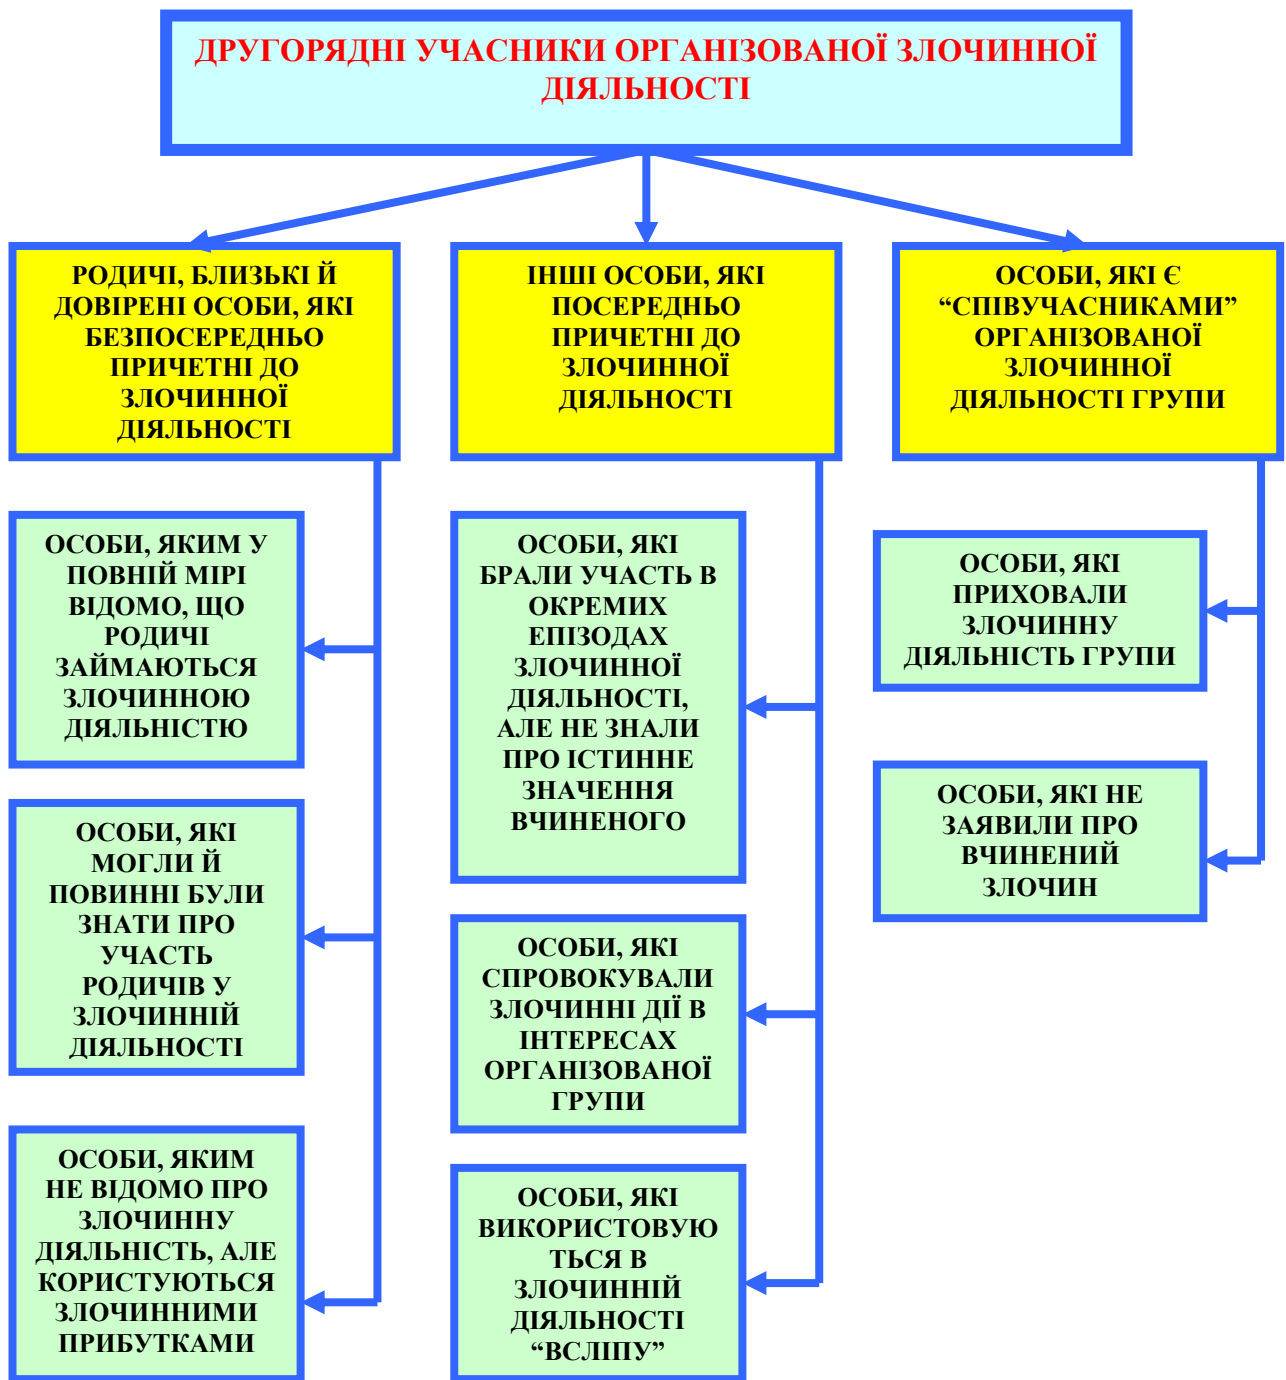 ДРУГОРЯДНІ УЧАСНИКИ ОРГАНІЗОВАНОЇ ЗЛОЧИННОЇ
ДІЯЛЬНОСТІ
РОДИЧІ, БЛИЗЬКІ Й
ДОВІРЕНІ ОСОБИ, ЯКІ
БЕЗПОСЕРЕДНЬО
ПРИЧЕТНІ ДО
ЗЛОЧИННОЇ
ДІЯЛЬНОСТІ
ОСОБИ, ЯКИМ У
ПОВНІЙ МІРІ
ВІДОМО, ЩО
РОДИЧІ
ЗАЙМАЮТЬСЯ
ЗЛОЧИННОЮ
ДІЯЛЬНІСТЮ
ОСОБИ, ЯКІ
МОГЛИ Й
ПОВИННІ БУЛИ
ЗНАТИ ПРО
УЧАСТЬ
РОДИЧІВ У
ЗЛОЧИННІЙ
ДІЯЛЬНОСТІ
ОСОБИ, ЯКИМ
НЕ ВІДОМО ПРО
ЗЛОЧИННУ
ДІЯЛЬНІСТЬ, АЛЕ
КОРИСТУЮТЬСЯ
ЗЛОЧИННИМИ
ПРИБУТКАМИ
ІНШІ ОСОБИ, ЯКІ
ПОСЕРЕДНЬО
ПРИЧЕТНІ ДО
ЗЛОЧИННОЇ
ДІЯЛЬНОСТІ
ОСОБИ, ЯКІ
БРАЛИ УЧАСТЬ В
ОКРЕМИХ
ЕПІЗОДАХ
ЗЛОЧИННОЇ
ДІЯЛЬНОСТІ,
АЛЕ НЕ ЗНАЛИ
ПРО ІСТИННЕ
ЗНАЧЕННЯ
ВЧИНЕНОГО
ОСОБИ, ЯКІ
СПРОВОКУВАЛИ
ЗЛОЧИННІ ДІЇ В
ІНТЕРЕСАХ
ОРГАНІЗОВАНОЇ
ГРУПИ
ОСОБИ, ЯКІ
ВИКОРИСТОВУЮ
ТЬСЯ В
ЗЛОЧИННІЙ
ДІЯЛЬНОСТІ
“ВСЛІПУ”
ОСОБИ, ЯКІ Є
“СПІВУЧАСНИКАМИ”
ОРГАНІЗОВАНОЇ
ЗЛОЧИННОЇ
ДІЯЛЬНОСТІ ГРУПИ
ОСОБИ, ЯКІ
ПРИХОВАЛИ
ЗЛОЧИННУ
ДІЯЛЬНІСТЬ ГРУПИ
ОСОБИ, ЯКІ НЕ
ЗАЯВИЛИ ПРО
ВЧИНЕНИЙ
ЗЛОЧИН